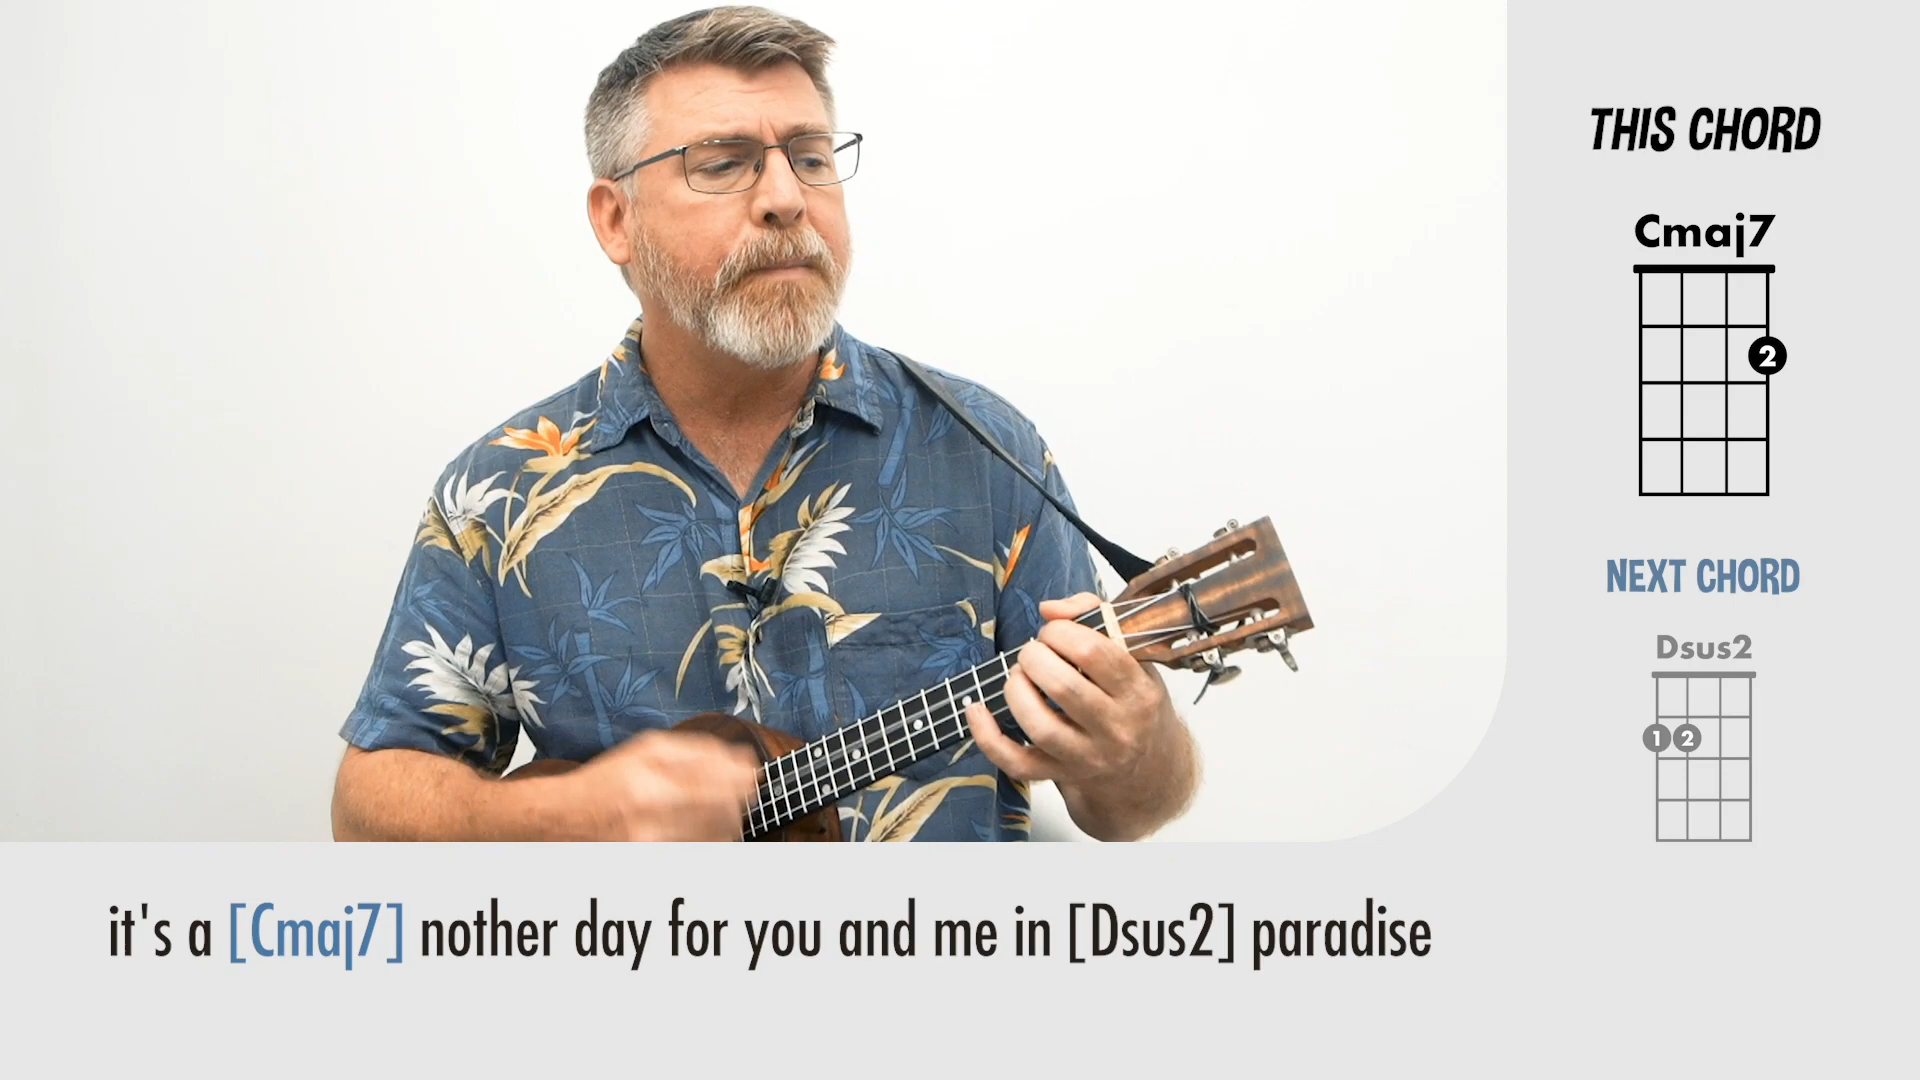 THIS CHORD
Cmaj7
2
NEXT CHORD
Dsus2
1 2
it's a [Cmaj7] nother day for you and me in [Dsus2] paradise